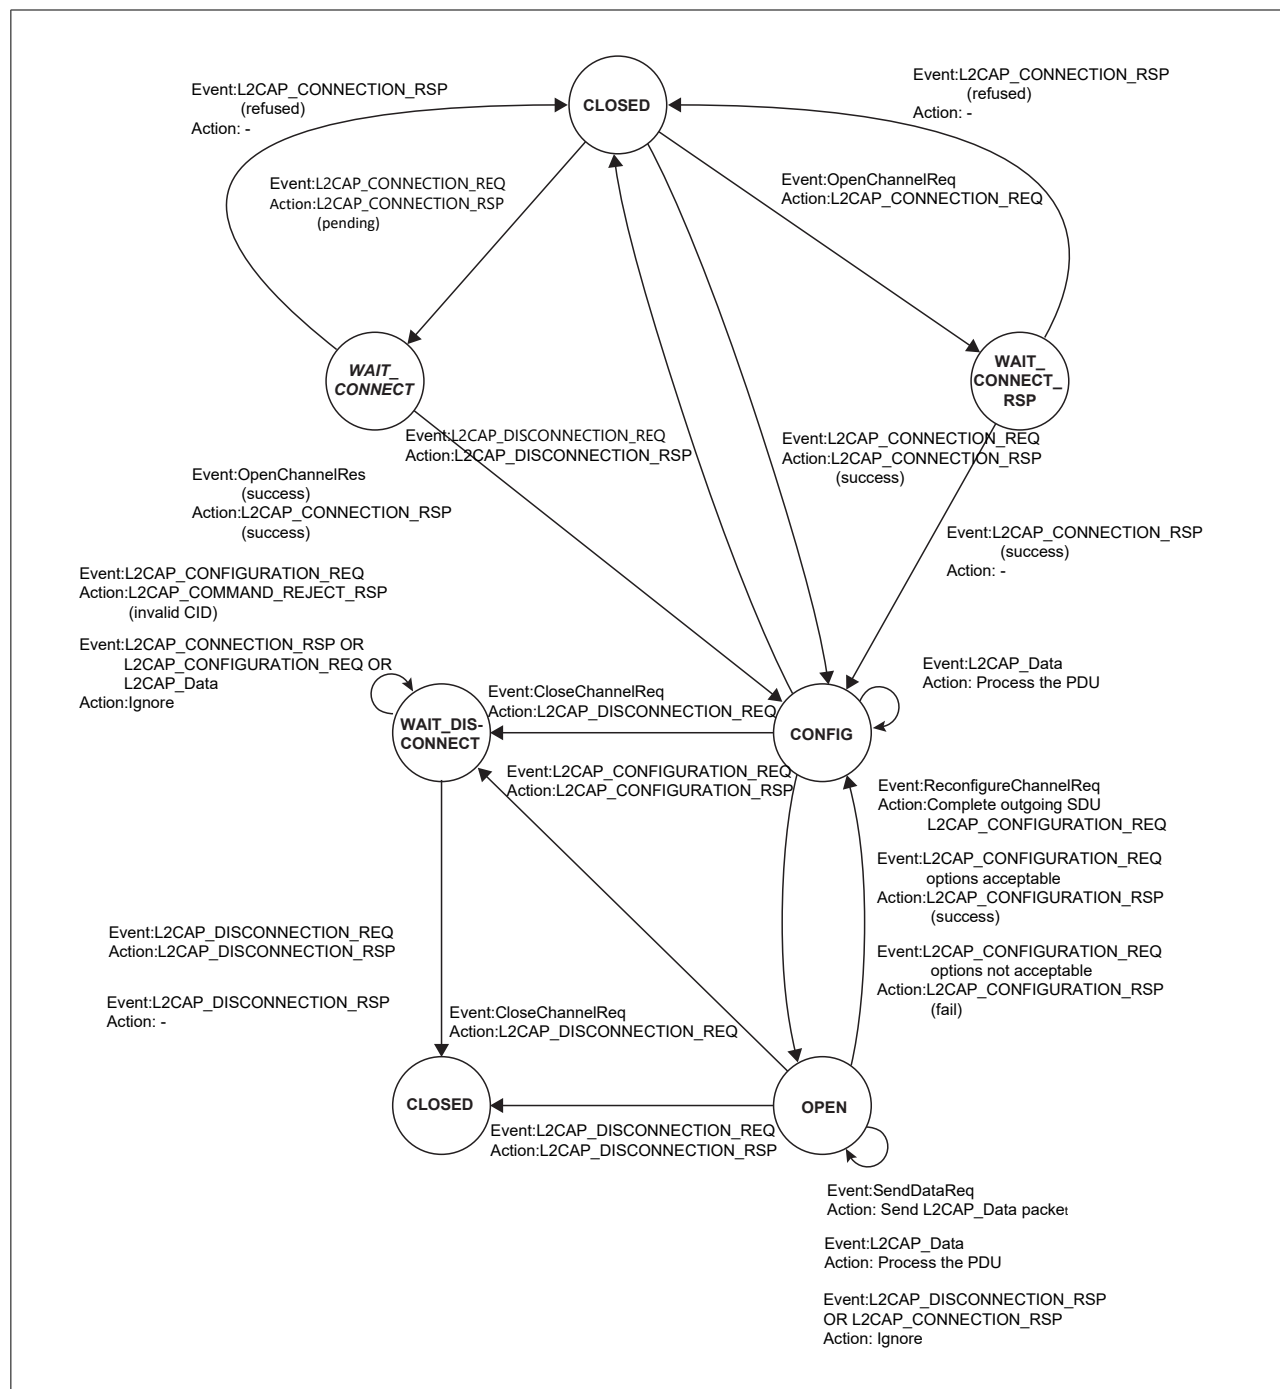 CLOSED
Event:L2CAP_CONNECTION_RSP
(refused)
Action: -
Event:L2CAP_CONNECTION_RSP
(refused)
Action: -
Event:L2CAP_CONNECTION_REQ
Action:L2CAP_CONNECTION_RSP
(pending)
Event:OpenChannelReq
Action:L2CAP_CONNECTION_REQ
WAIT_
CONNECT
WAIT_
CONNECT_
RSP
Event:L2CAP_DISCONNECTION_REQ
Action:L2CAP_DISCONNECTION_RSP
Event:L2CAP_CONNECTION_REQ
Action:L2CAP_CONNECTION_RSP
(success)
Event:OpenChannelRes
(success)
Action:L2CAP_CONNECTION_RSP
(success)
Event:L2CAP_CONNECTION_RSP
(success)
Action: -
Event:L2CAP_CONFIGURATION_REQ
Action:L2CAP_COMMAND_REJECT_RSP
(invalid CID)
Event:L2CAP_CONNECTION_RSP OR
L2CAP_CONFIGURATION_REQ OR
L2CAP_Data
Action:Ignore
Event:L2CAP_Data
Action: Process the PDU
Event:CloseChannelReq
Action:L2CAP_DISCONNECTION_REQ
WAIT_DIS-
CONNECT
CONFIG
Event:L2CAP_CONFIGURATION_REQ
Action:L2CAP_CONFIGURATION_RSP
Event:ReconfigureChannelReq
Action:Complete outgoing SDU
L2CAP_CONFIGURATION_REQ
Event:L2CAP_CONFIGURATION_REQ
options acceptable
Action:L2CAP_CONFIGURATION_RSP
(success)
Event:L2CAP_CONFIGURATION_REQ
options not acceptable
Action:L2CAP_CONFIGURATION_RSP
(fail)
Event:L2CAP_DISCONNECTION_REQ
Action:L2CAP_DISCONNECTION_RSP
Event:L2CAP_DISCONNECTION_RSP
Action: -
Event:CloseChannelReq
Action:L2CAP_DISCONNECTION_REQ
CLOSED
OPEN
Event:L2CAP_DISCONNECTION_REQ
Action:L2CAP_DISCONNECTION_RSP
Event:SendDataReq
Action: Send L2CAP_Data packet
Event:L2CAP_Data
Action: Process the PDU
Event:L2CAP_DISCONNECTION_RSP
OR L2CAP_CONNECTION_RSP
Action: Ignore